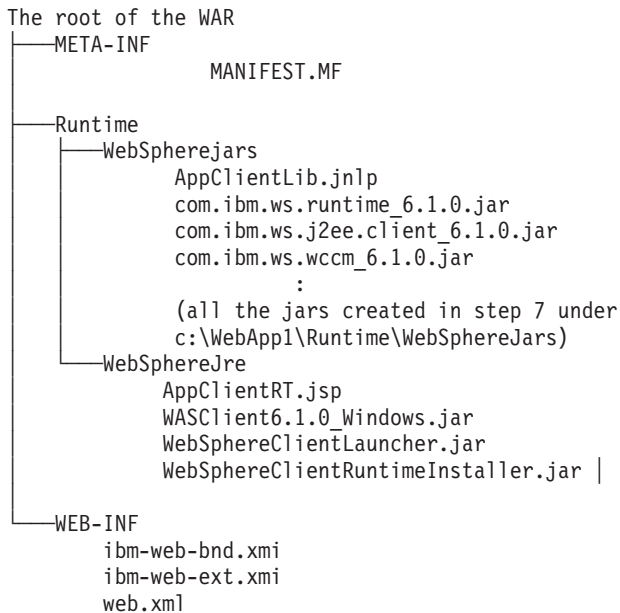 The root of the WAR
├───META-INF
│ MANIFEST.MF
│
├───Runtime
│ ├───WebSpherejars
│ │ AppClientLib.jnlp
│ │ com.ibm.ws.runtime_6.1.0.jar
│ │ com.ibm.ws.j2ee.client_6.1.0.jar
│ │ com.ibm.ws.wccm_6.1.0.jar
│ │ :
│ │ (all the jars created in step 7 under
│ │ c:\WebApp1\Runtime\WebSphereJars)
│ └───WebSphereJre
│ AppClientRT.jsp
│ WASClient6.1.0_Windows.jar
│ WebSphereClientLauncher.jar
│ WebSphereClientRuntimeInstaller.jar |
│
└───WEB-INF
ibm-web-bnd.xmi
ibm-web-ext.xmi
web.xml